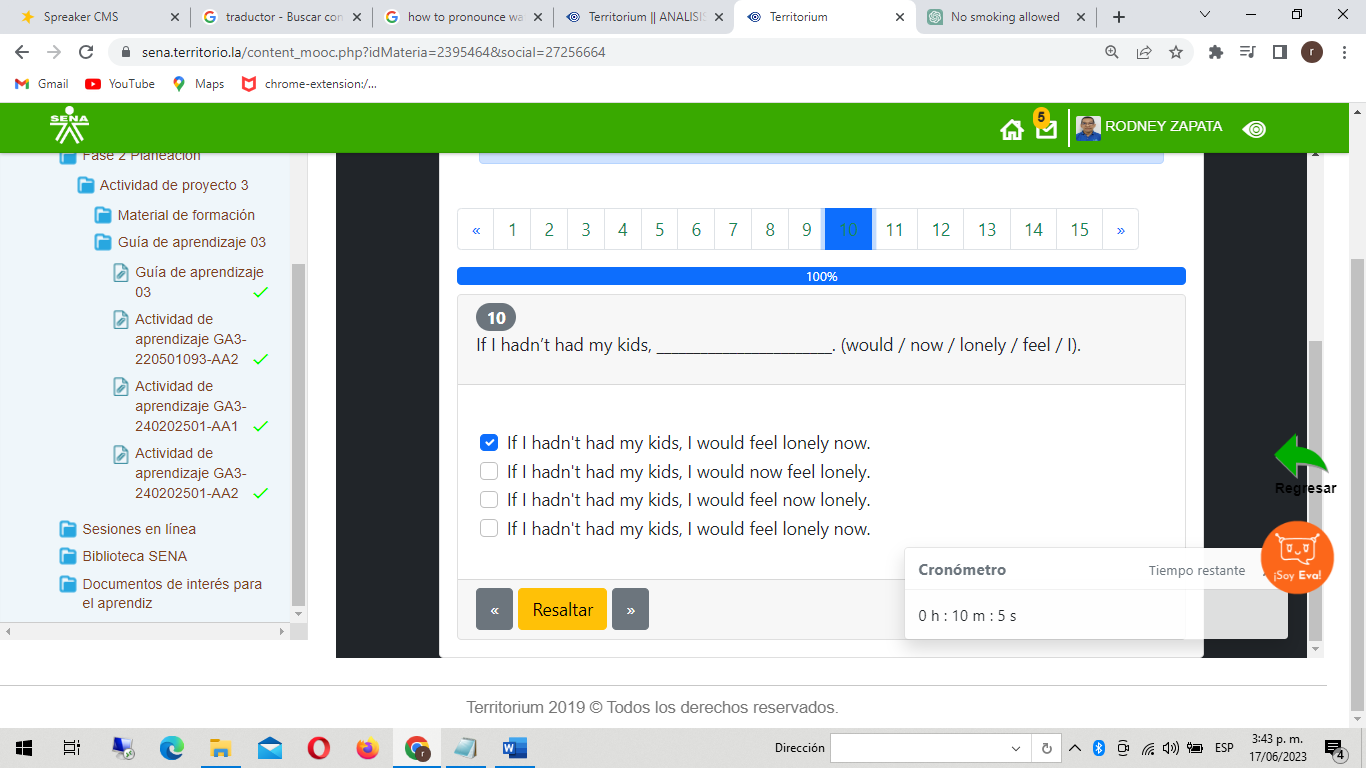 Spreaker CMS
traductor - Buscar con
how to pronounce wa
Territorium || ANALISIS
Territorium
No smoking allowed
sena.territorio.la/content_mooc.php?idMateria=2395464&social=27256664
r
Gmail
YouTube
Maps
chrome-extension:/...
SENA
5
RODNEY ZAPATA
Fase 2 Planeación
Actividad de proyecto 3
Material de formación
Guía de aprendizaje 03
Guía de aprendizaje
03
Actividad de
aprendizaje GA3-
220501093-AA2
Actividad de
aprendizaje GA3-
240202501-AA1
Actividad de
aprendizaje GA3-
240202501-AA2
Sesiones en línea
Biblioteca SENA
Documentos de interés para
el aprendiz
« 1 2 3 4 5 6 7 8 9 10 11 12 13 14 15 »
100%
10
If I hadn’t had my kids, ______________________. (would / now / lonely / feel / I).
If I hadn't had my kids, I would feel lonely now.
If I hadn't had my kids, I would now feel lonely.
If I hadn't had my kids, I would feel now lonely.
If I hadn't had my kids, I would feel lonely now.
« Resaltar »
Regresar
¡Soy Eva!
Cronómetro
Tiempo restante
0 h : 10 m : 5 s
Territorium 2019 © Todos los derechos reservados.
Dirección
ESP
3:43 p. m.
17/06/2023
4